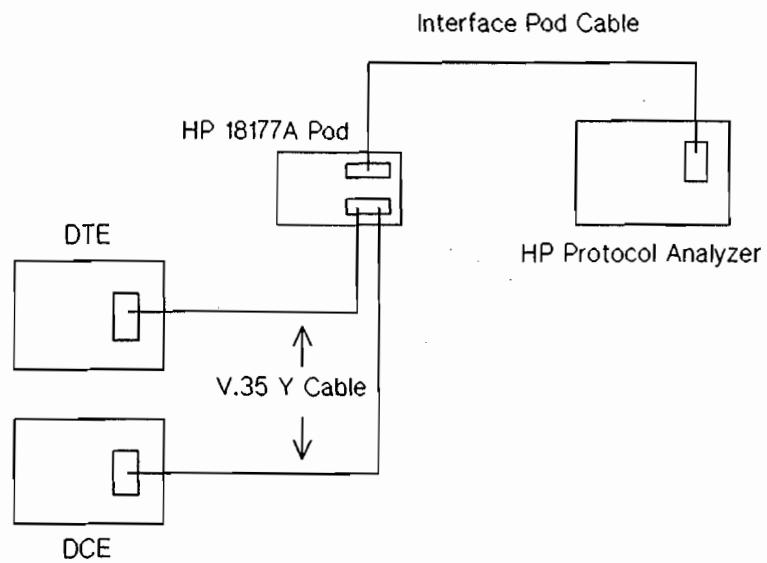 Interface Pod Cable
HP 18177A Pod
HP Protocol Analyzer
DTE
V.35 Y Cable
DCE